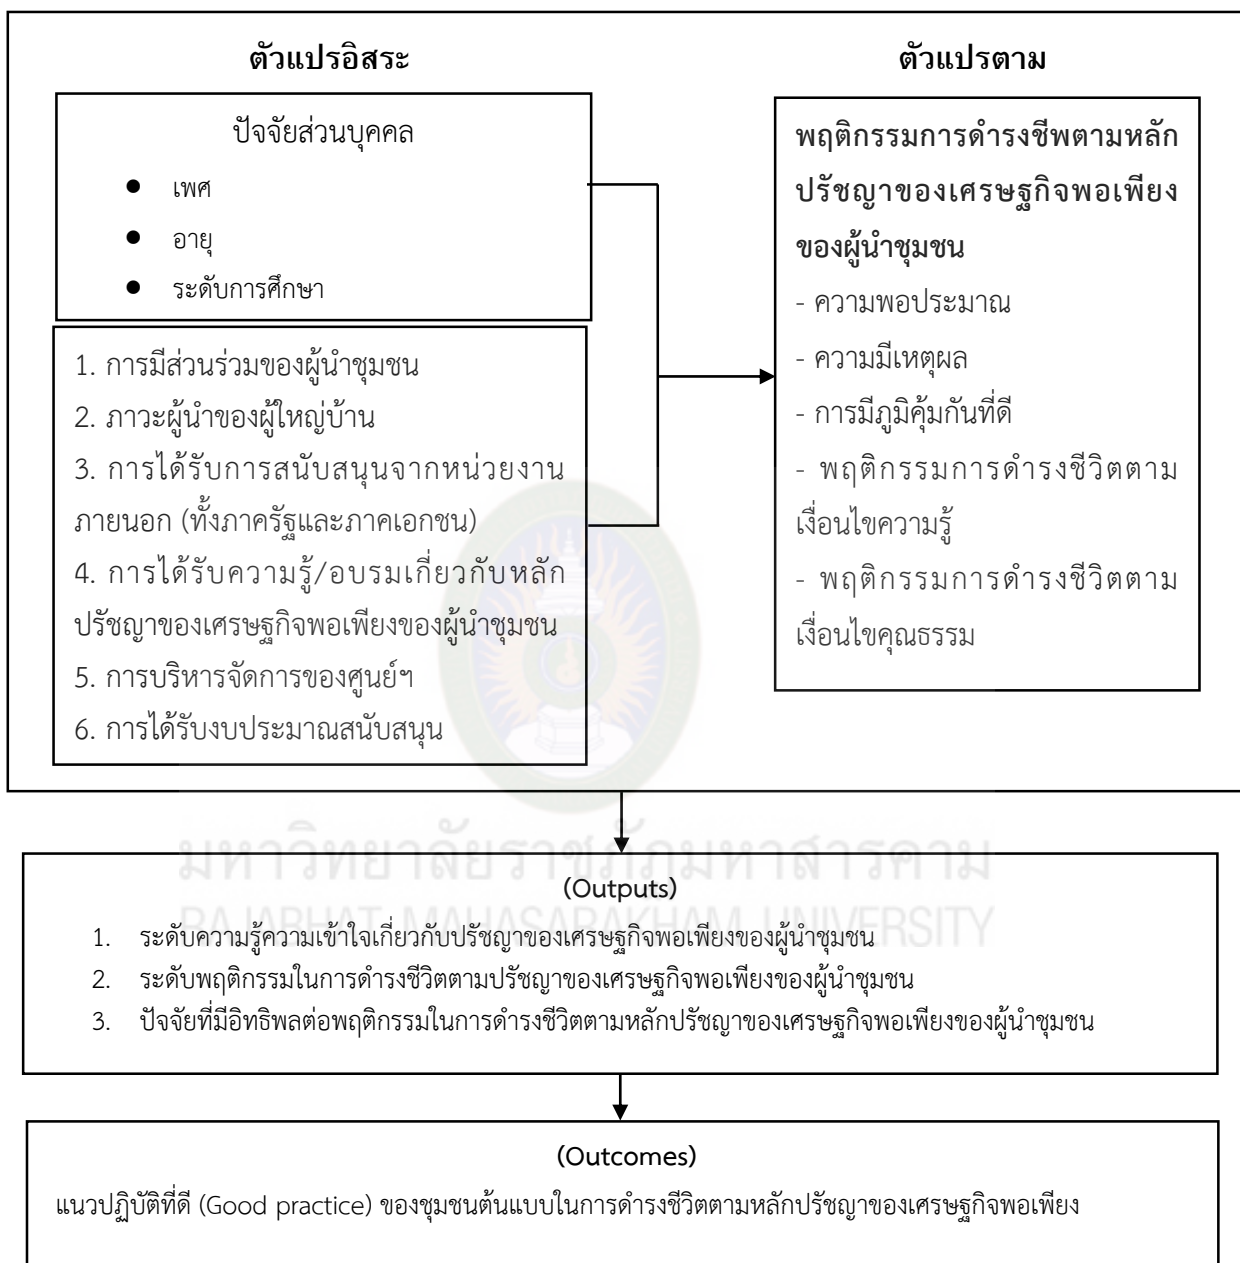 ตัวแปรอิสระ
ปัจจัยส่วนบุคคล
● เพศ
● อายุ
● ระดับการศึกษา
1. การมีส่วนร่วมของผู้นำชุมชน
2. ภาวะผู้นำของผู้ใหญ่บ้าน
3. การได้รับการสนับสนุนจากหน่วยงาน
ภายนอก (ทั้งภาครัฐและภาคเอกชน)
4. การได้รับความรู้/อบรมเกี่ยวกับหลัก
ปรัชญาของเศรษฐกิจพอเพียงของผู้นำชุมชน
5. การบริหารจัดการของศูนย์ฯ
6. การได้รับงบประมาณสนับสนุน
ตัวแปรตาม
พฤติกรรมการดำรงชีพตามหลัก
ปรัชญาของเศรษฐกิจพอเพียง
ของผู้นำชุมชน
- ความพอประมาณ
- ความมีเหตุผล
- การมีภูมิคุ้มกันที่ดี
- พฤติกรรมการดำรงชีวิตตาม
เงื่อนไขความรู้
- พฤติกรรมการดำรงชีวิตตาม
เงื่อนไขคุณธรรม
มหาวิทยาลัยราชภัฏมหาสารคาม
RAJABHAT MAHASARAKHAM UNIVERSITY
(Outputs)
1. ระดับความรู้ความเข้าใจเกี่ยวกับปรัชญาของเศรษฐกิจพอเพียงของผู้นำชุมชน
2. ระดับพฤติกรรมในการดำรงชีวิตตามปรัชญาของเศรษฐกิจพอเพียงของผู้นำชุมชน
3. ปัจจัยที่มีอิทธิพลต่อพฤติกรรมในการดำรงชีวิตตามหลักปรัชญาของเศรษฐกิจพอเพียงของผู้นำชุมชน
(Outcomes)
แนวปฏิบัติที่ดี (Good practice) ของชุมชนต้นแบบในการดำรงชีวิตตามหลักปรัชญาของเศรษฐกิจพอเพียง